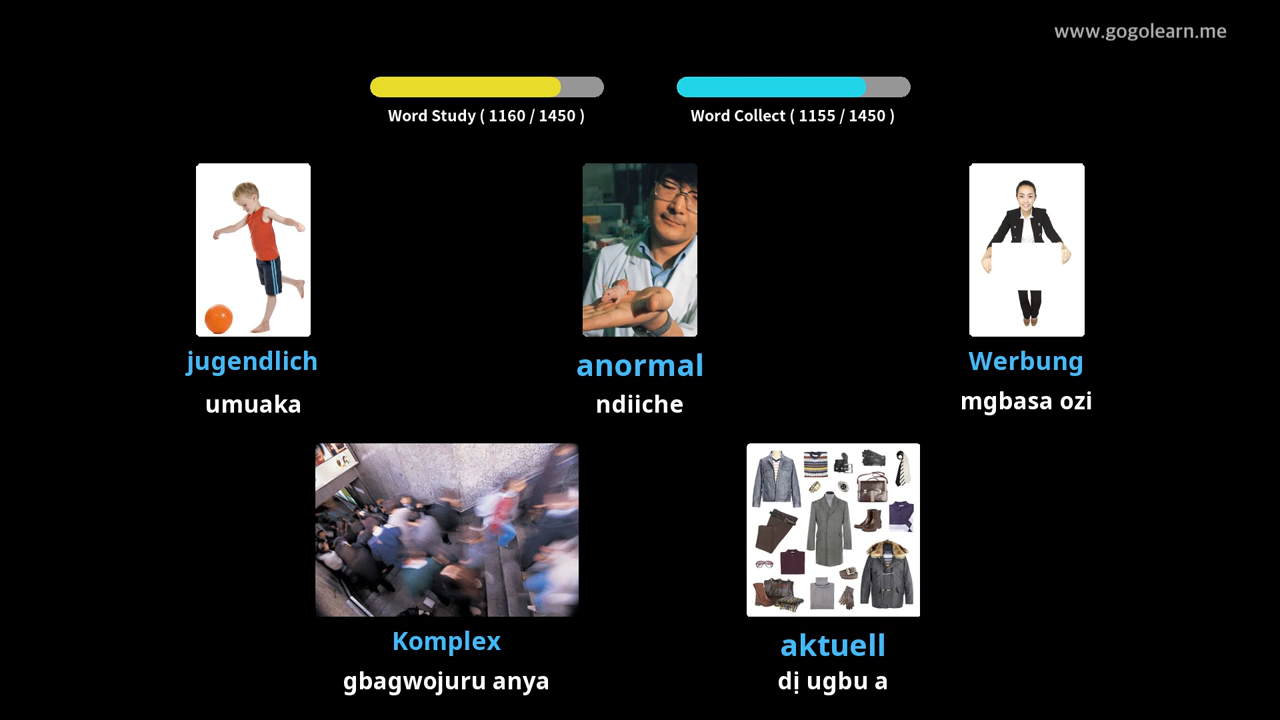 www.gogolearn.me
Word Study ( 1160 / 1450 )
Word Collect ( 1155 / 1450 )
jugendlich
umuaka
anormal
ndiiche
Werbung
mgbasa ozi
Komplex
gbagwojuru anya
aktuell
dị ugbu a